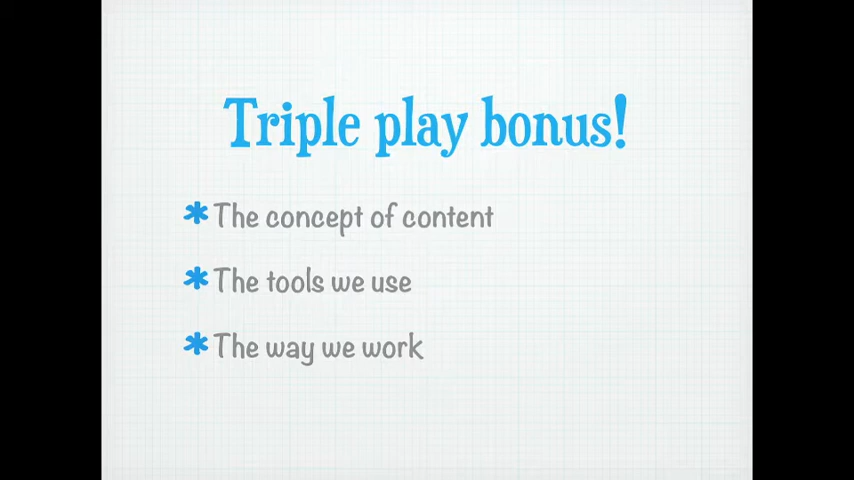 Triple play bonus!
* The concept of content
* The tools we use
* The way we work